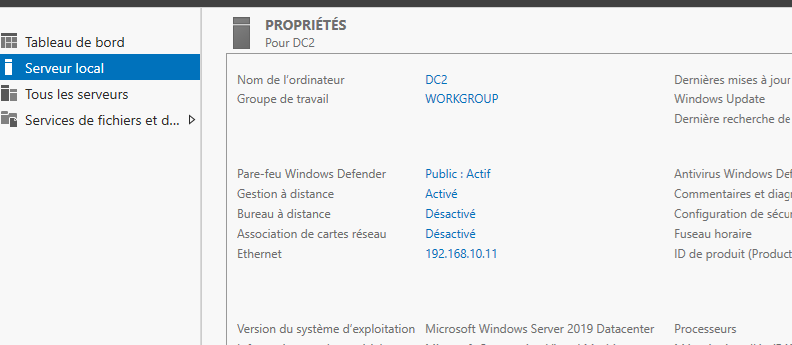 PROPRIÉTÉS
Pour DC2
Tableau de bord
Serveur local
Tous les serveurs
Services de fichiers et d...
Nom de l'ordinateur DC2 Dernières mises à jour
Groupe de travail WORKGROUP Windows Update
Dernière recherche de
Pare-feu Windows Defender Public : Actif Antivirus Windows Def
Gestion à distance Activé Commentaires et diag
Bureau à distance Désactivé Configuration de sécu
Association de cartes réseau Désactivé Fuseau horaire
Ethernet 192.168.10.11 ID de produit (Product
Version du système d'exploitation Microsoft Windows Server 2019 Datacenter Processeurs